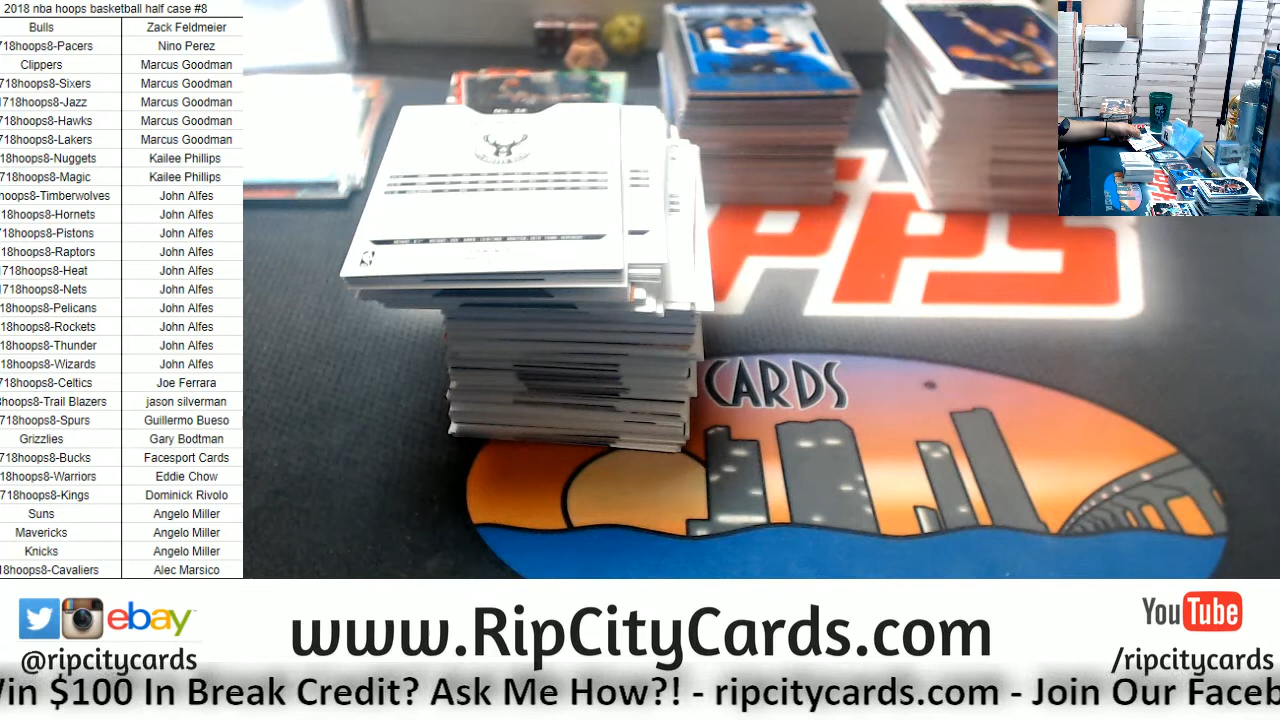 2018 nba hoops basketball half case #8
Bulls Zack Feldmeier
718hoops8-Pacers Nino Perez
Clippers Marcus Goodman
718hoops8-Sixers Marcus Goodman
1718hoops8-Jazz Marcus Goodman
718hoops8-Hawks Marcus Goodman
718hoops8-Lakers Marcus Goodman
18hoops8-Nuggets Kailee Phillips
718hoops8-Magic Kailee Phillips
hoops8-Timberwolves John Alfes
18hoops8-Hornets John Alfes
718hoops8-Pistons John Alfes
18hoops8-Raptors John Alfes
1718hoops8-Heat John Alfes
718hoops8-Nets John Alfes
18hoops8-Pelicans John Alfes
18hoops8-Rockets John Alfes
18hoops8-Thunder John Alfes
18hoops8-Wizards John Alfes
718hoops8-Celtics Joe Ferrara
hoops8-Trail Blazers jason silverman
718hoops8-Spurs Guillermo Bueso
Grizzlies Gary Bodtman
718hoops8-Bucks Facesport Cards
18hoops8-Warriors Eddie Chow
718hoops8-Kings Dominick Rivolo
Suns Angelo Miller
Mavericks Angelo Miller
Knicks Angelo Miller
18hoops8-Cavaliers Alec Marsico
CARDS
ebay
@ripcitycards
www.RipCityCards.com
YouTube
/ripcitycards
Win $100 In Break Credit? Ask Me How?! - ripcitycards.com - Join Our Faceb